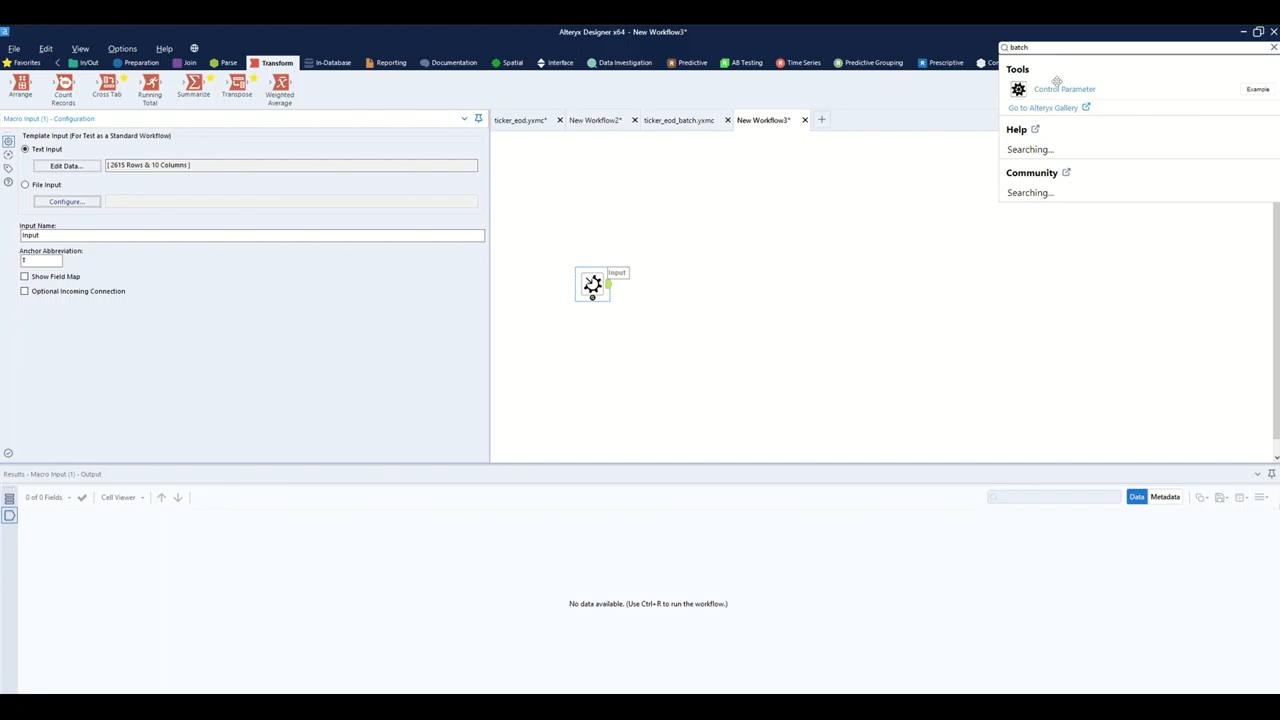 Alteryx Designer x64 - New Workflow3*
File Edit View Options Help
batch
Favorites In/Out Preparation Join Parse Transform In-Database Reporting Documentation Spatial Interface Data Investigation Predictive AB Testing Time Series Predictive Grouping Prescriptive Co
Arrange Count Records Cross Tab Running Total Summarize Transpose Weighted Average
Tools
Control Parameter Example
Go to Alteryx Gallery
Help
Searching...
Community
Searching...
Macro Input (1) - Configuration
ticker_eod.yxmc* New Workflow2* ticker_eod_batch.yxmc New Workflow3*
Template Input (For Test as a Standard Workflow)
Text Input
Edit Data... [ 2615 Rows & 10 Columns ]
File Input
Configure...
Input Name:
Input
Anchor Abbreviation:
Show Field Map
Optional Incoming Connection
Input
Results - Macro Input (1) - Output
0 of 0 Fields Cell Viewer Data Metadata
No data available. (Use Ctrl+R to run the workflow.)